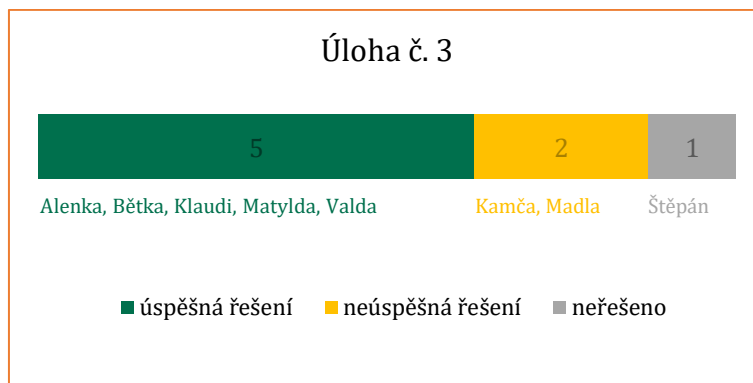 Úloha č. 3
5 2 1
Alenka, Bětka, Klaudi, Matylda, Valda Kamča, Madla Štěpán
úspěšná řešení neúspěšná řešení neřešeno